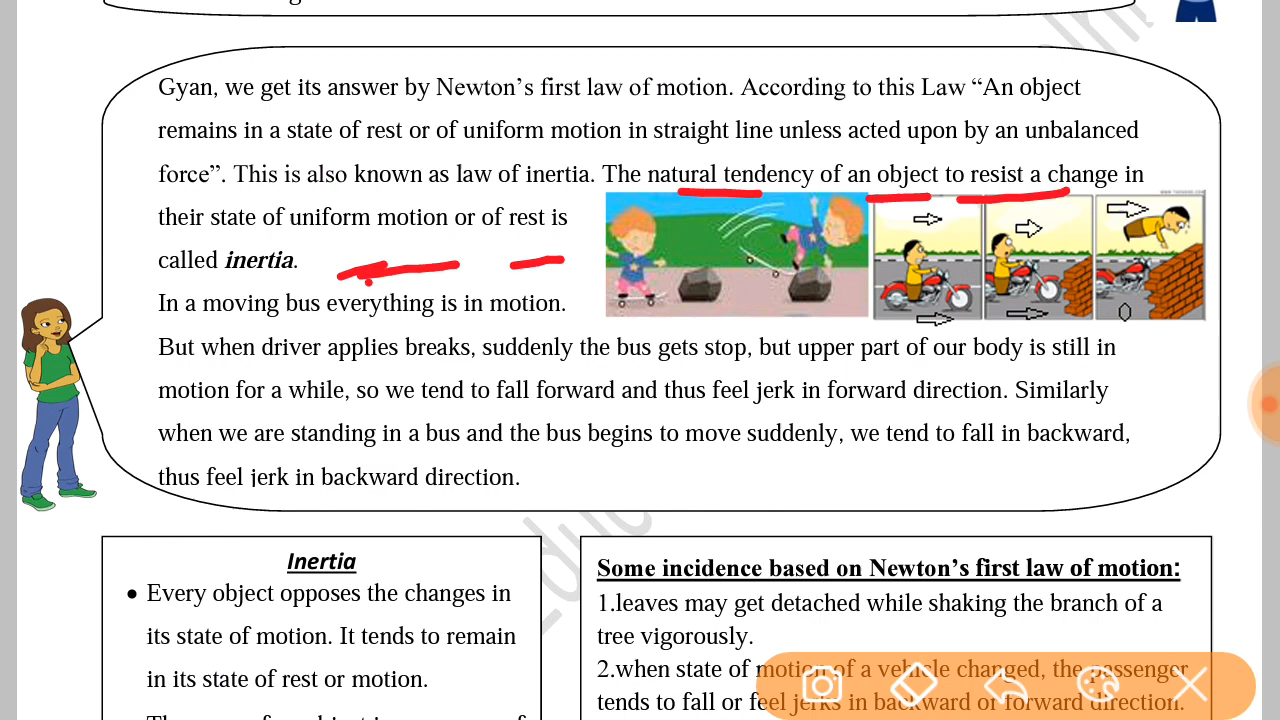 Gyan, we get its answer by Newton’s first law of motion. According to this Law “An object
remains in a state of rest or of uniform motion in straight line unless acted upon by an unbalanced
force”. This is also known as law of inertia. The natural tendency of an object to resist a change in
their state of uniform motion or of rest is
called inertia.
In a moving bus everything is in motion.
But when driver applies breaks, suddenly the bus gets stop, but upper part of our body is still in
motion for a while, so we tend to fall forward and thus feel jerk in forward direction. Similarly
when we are standing in a bus and the bus begins to move suddenly, we tend to fall in backward,
thus feel jerk in backward direction.
Inertia
• Every object opposes the changes in
its state of motion. It tends to remain
in its state of rest or motion.
Some incidence based on Newton’s first law of motion:
1.leaves may get detached while shaking the branch of a
tree vigorously.
2.when state of motion of a vehicle changed, the passenger
tends to fall or feel jerks in backward or forward direction.